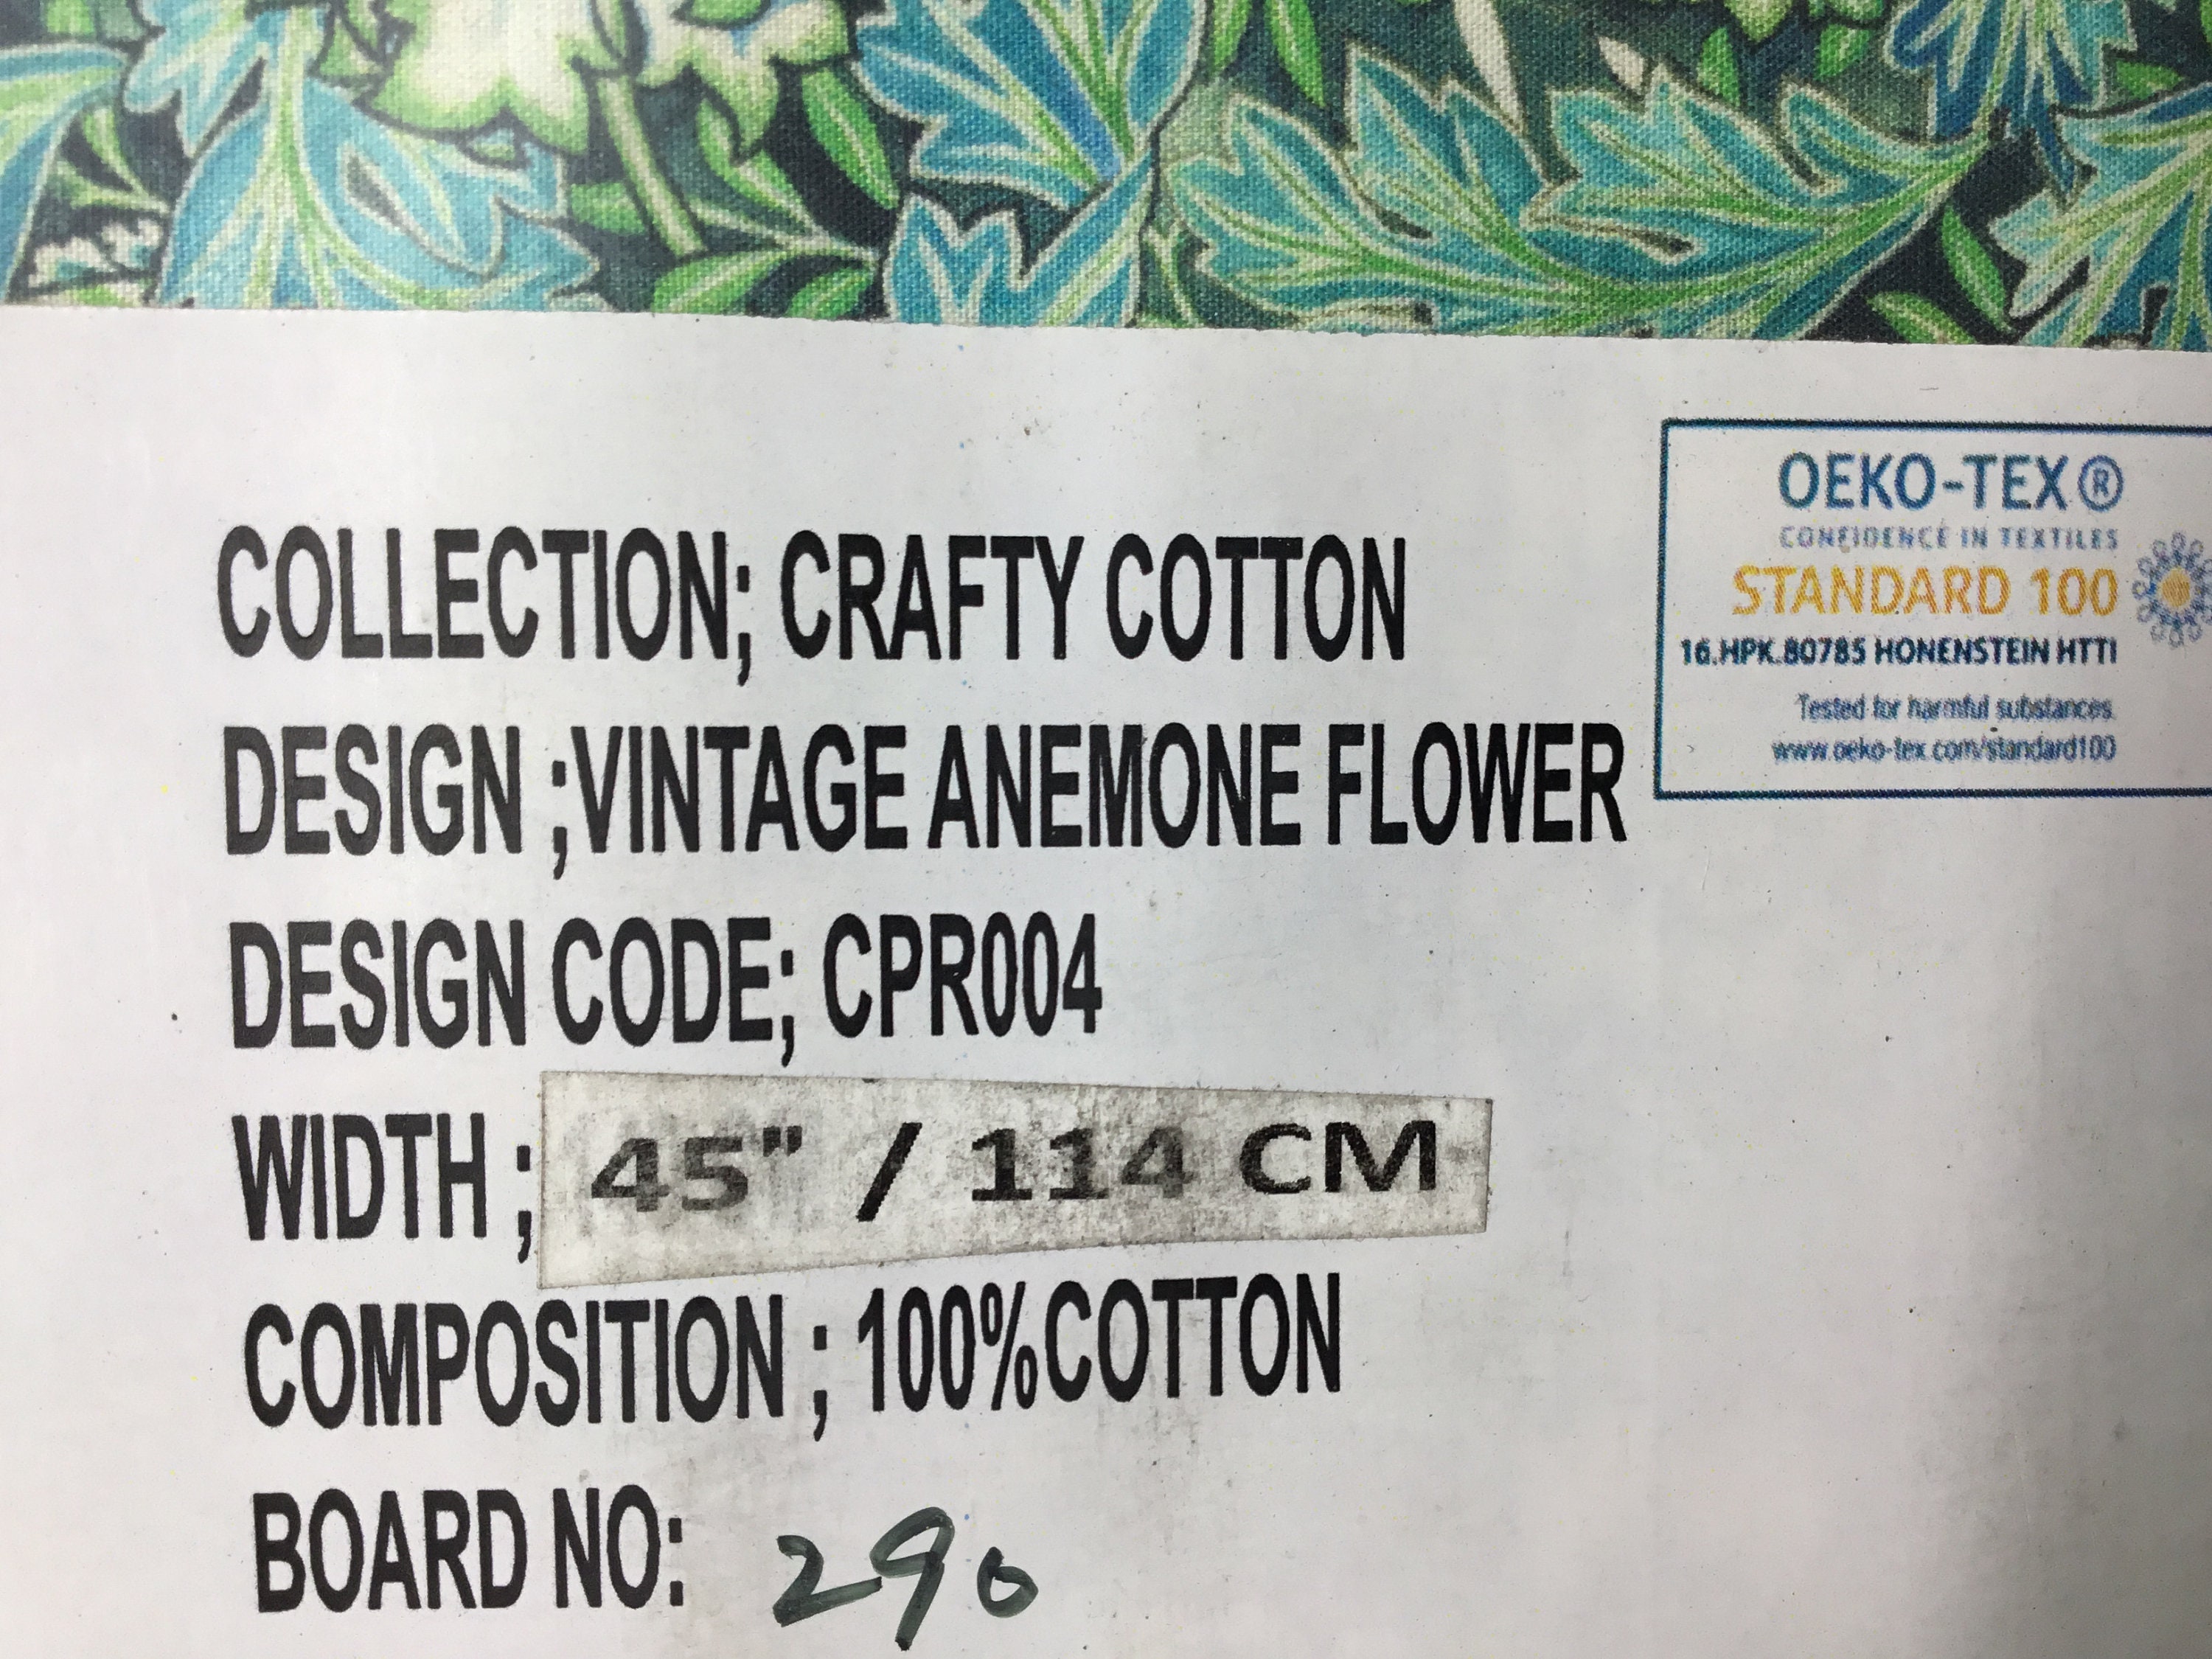 OEKO-TEX®
CONFIDENCE IN TEXTILES
STANDARD 100
16.HPK.80785 HONENSTEIN HTTI
Tested for harmful substances.
www.oeko-tex.com/standard100
COLLECTION; CRAFTY COTTON
DESIGN ;VINTAGE ANEMONE FLOWER
DESIGN CODE; CPR004
WIDTH ; 45" / 114 CM
COMPOSITION ; 100%COTTON
BOARD NO: 290